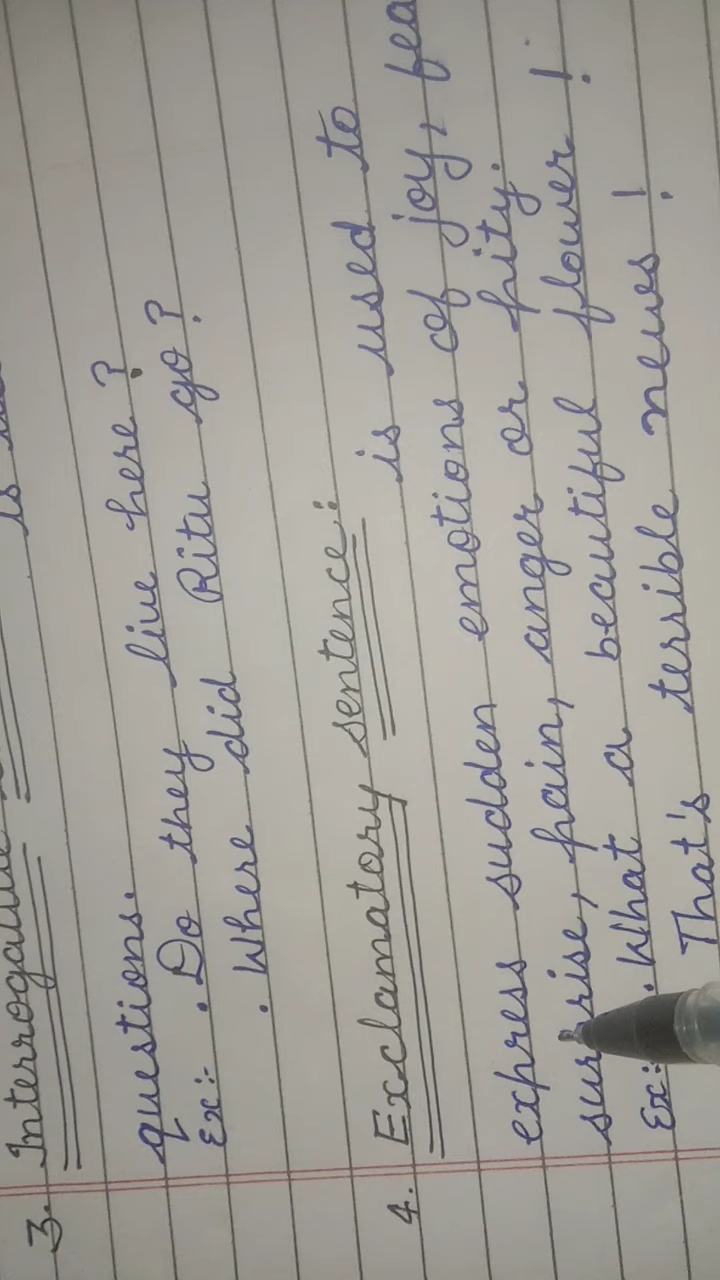 3. Interrogative is
questions.
Ex:- . Do they live here ?
. Where did Ritu go ?
4. Exclamatory sentence : is used to
express sudden emotions of joy,
surprise, pain, anger or pity.
Ex:- . What a beautiful flower !
That's terrible news !